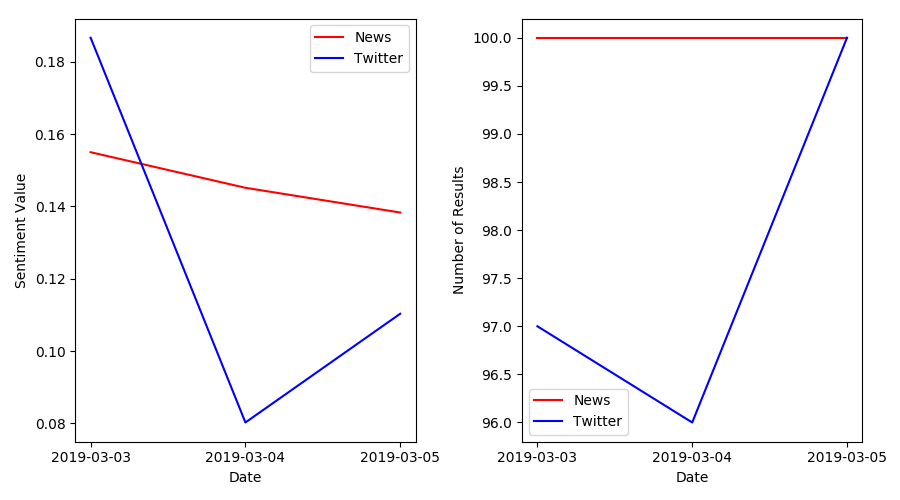 News
Twitter
0.18
0.16
0.14
0.12
0.10
0.08
Sentiment Value
2019-03-03 2019-03-04 2019-03-05
Date
100.0
99.5
99.0
98.5
98.0
97.5
97.0
96.5
96.0
Number of Results
News
Twitter
2019-03-03 2019-03-04 2019-03-05
Date